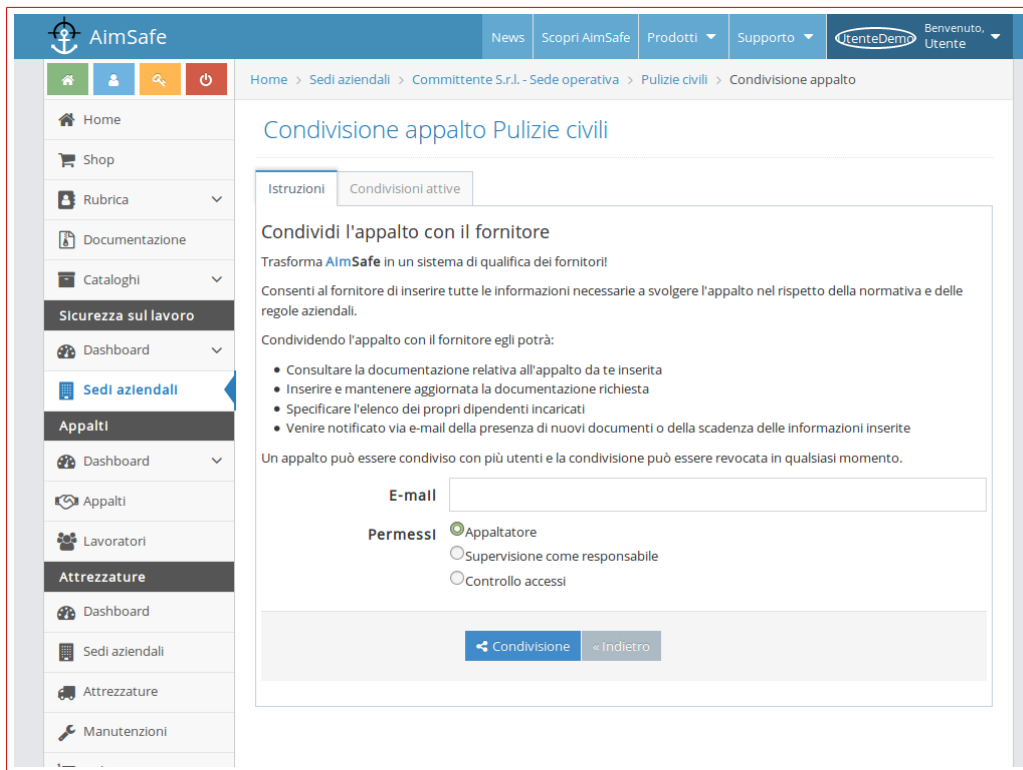 AimSafe
News
Scopri AimSafe
Prodotti
Supporto
UtenteDemo
Benvenuto,
Utente
Home > Sedi aziendali > Committente S.r.l. - Sede operativa > Pulizie civili > Condivisione appalto
Home
Shop
Rubrica
Documentazione
Cataloghi
Sicurezza sul lavoro
Dashboard
Sedi aziendali
Appalti
Dashboard
Appalti
Lavoratori
Attrezzature
Dashboard
Sedi aziendali
Attrezzature
Manutenzioni
Condivisione appalto Pulizie civili
Istruzioni
Condivisioni attive
Condividi l'appalto con il fornitore
Trasforma AimSafe in un sistema di qualifica dei fornitori!
Consenti al fornitore di inserire tutte le informazioni necessarie a svolgere l'appalto nel rispetto della normativa e delle
regole aziendali.
Condividendo l'appalto con il fornitore egli potrà:
• Consultare la documentazione relativa all'appalto da te inserita
• Inserire e mantenere aggiornata la documentazione richiesta
• Specificare l'elenco dei propri dipendenti incaricati
• Venire notificato via e-mail della presenza di nuovi documenti o della scadenza delle informazioni inserite
Un appalto può essere condiviso con più utenti e la condivisione può essere revocata in qualsiasi momento.
E-mail
Permessi
Appaltatore
Supervisione come responsabile
Controllo accessi
Condivisione
« Indietro